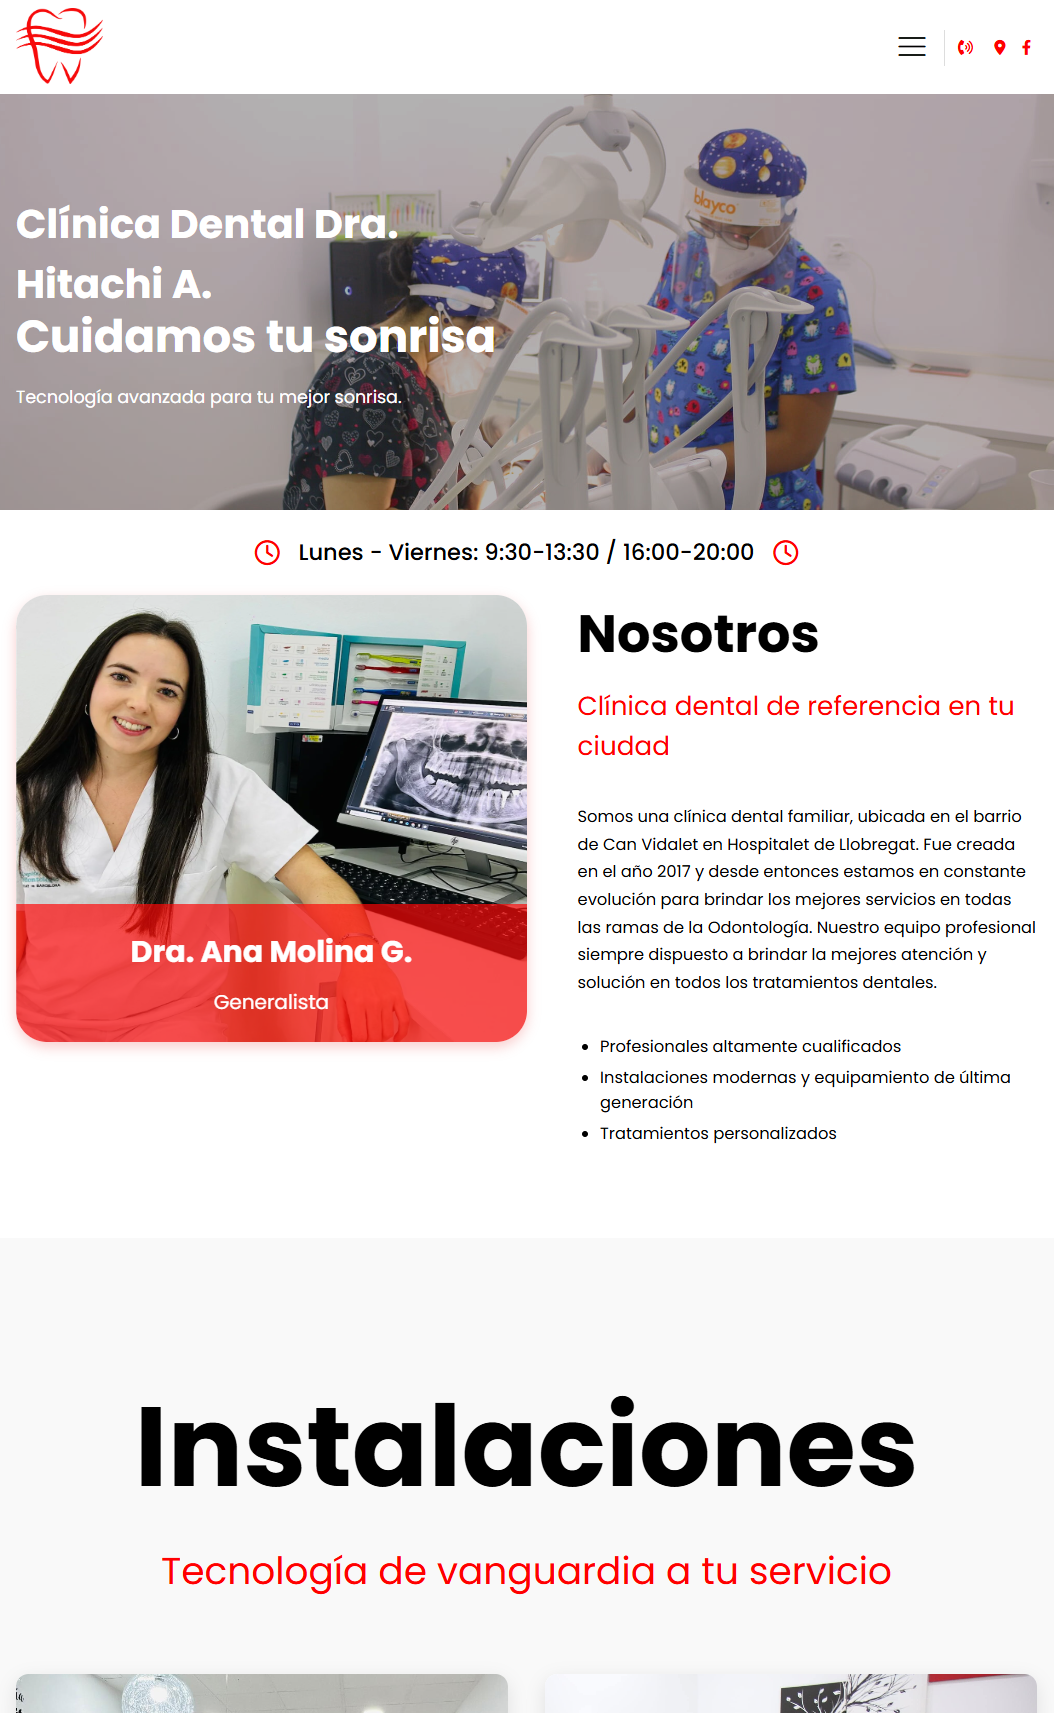 Clínica Dental Dra.
Hitachi A.
Cuidamos tu sonrisa
Tecnología avanzada para tu mejor sonrisa.
blayco
Lunes - Viernes: 9:30-13:30 / 16:00-20:00
Dra. Ana Molina G.
Generalista
Nosotros
Clínica dental de referencia en tu
ciudad
Somos una clínica dental familiar, ubicada en el barrio
de Can Vidalet en Hospitalet de Llobregat. Fue creada
en el año 2017 y desde entonces estamos en constante
evolución para brindar los mejores servicios en todas
las ramas de la Odontología. Nuestro equipo profesional
siempre dispuesto a brindar la mejores atención y
solución en todos los tratamientos dentales.
Profesionales altamente cualificados
Instalaciones modernas y equipamiento de última
generación
Tratamientos personalizados
Instalaciones
Tecnología de vanguardia a tu servicio